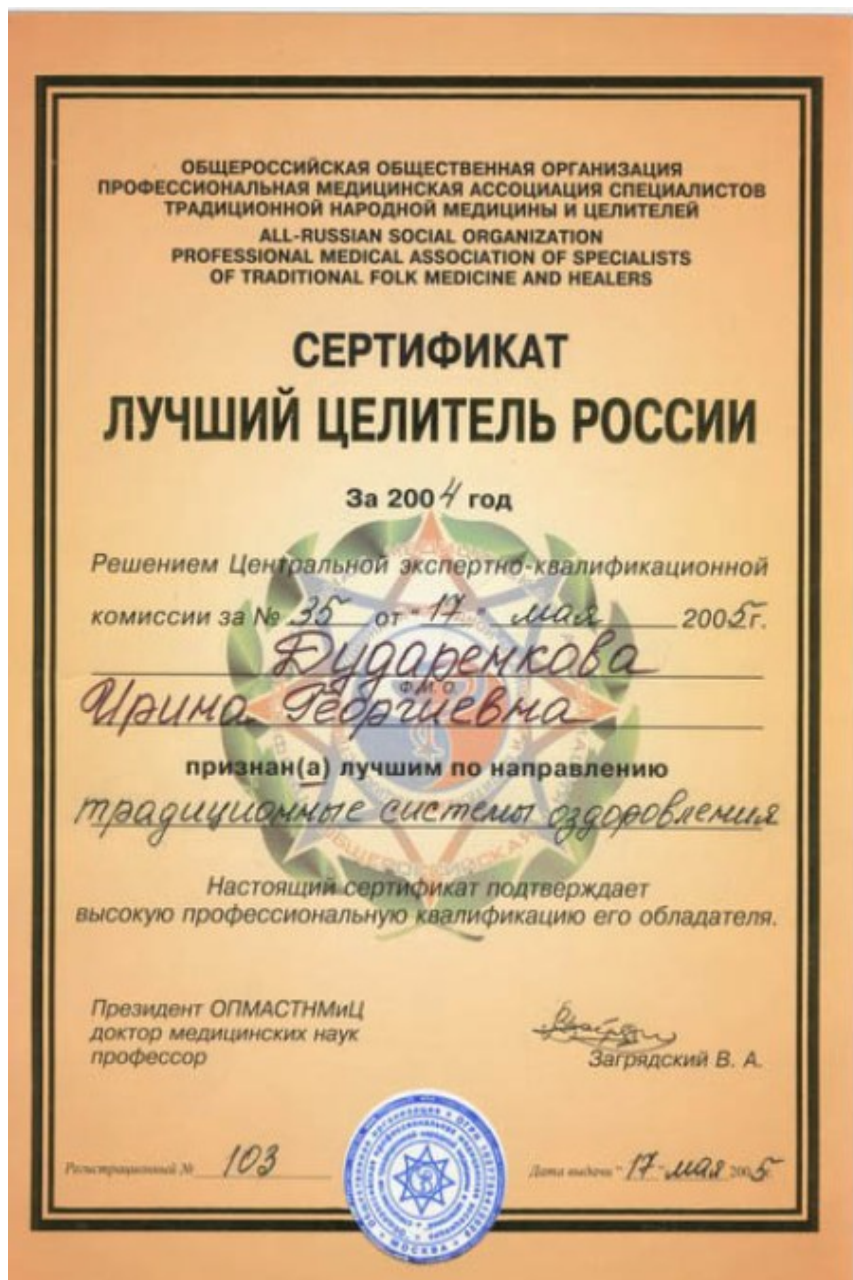 ОБЩЕРОССИЙСКАЯ ОБЩЕСТВЕННАЯ ОРГАНИЗАЦИЯ
ПРОФЕССИОНАЛЬНАЯ МЕДИЦИНСКАЯ АССОЦИАЦИЯ СПЕЦИАЛИСТОВ
ТРАДИЦИОННОЙ НАРОДНОЙ МЕДИЦИНЫ И ЦЕЛИТЕЛЕЙ
ALL-RUSSIAN SOCIAL ORGANIZATION
PROFESSIONAL MEDICAL ASSOCIATION OF SPECIALISTS
OF TRADITIONAL FOLK MEDICINE AND HEALERS
СЕРТИФИКАТ
ЛУЧШИЙ ЦЕЛИТЕЛЬ РОССИИ
За 2004 год
Решением Центральной экспертно-квалификационной
комиссии за № 35 от "17" мая 2005г.
Дударенкова
Ирина Георгиевна
Ф.И.О.
признан(а) лучшим по направлению
традиционные системы оздоровления
Настоящий сертификат подтверждает
высокую профессиональную квалификацию его обладателя.
Президент ОПМАСТНМиЦ
доктор медицинских наук
профессор
Загрядский В. А.
Регистрационный № 103
Дата выдачи "17" мая 2005
МОСКВА